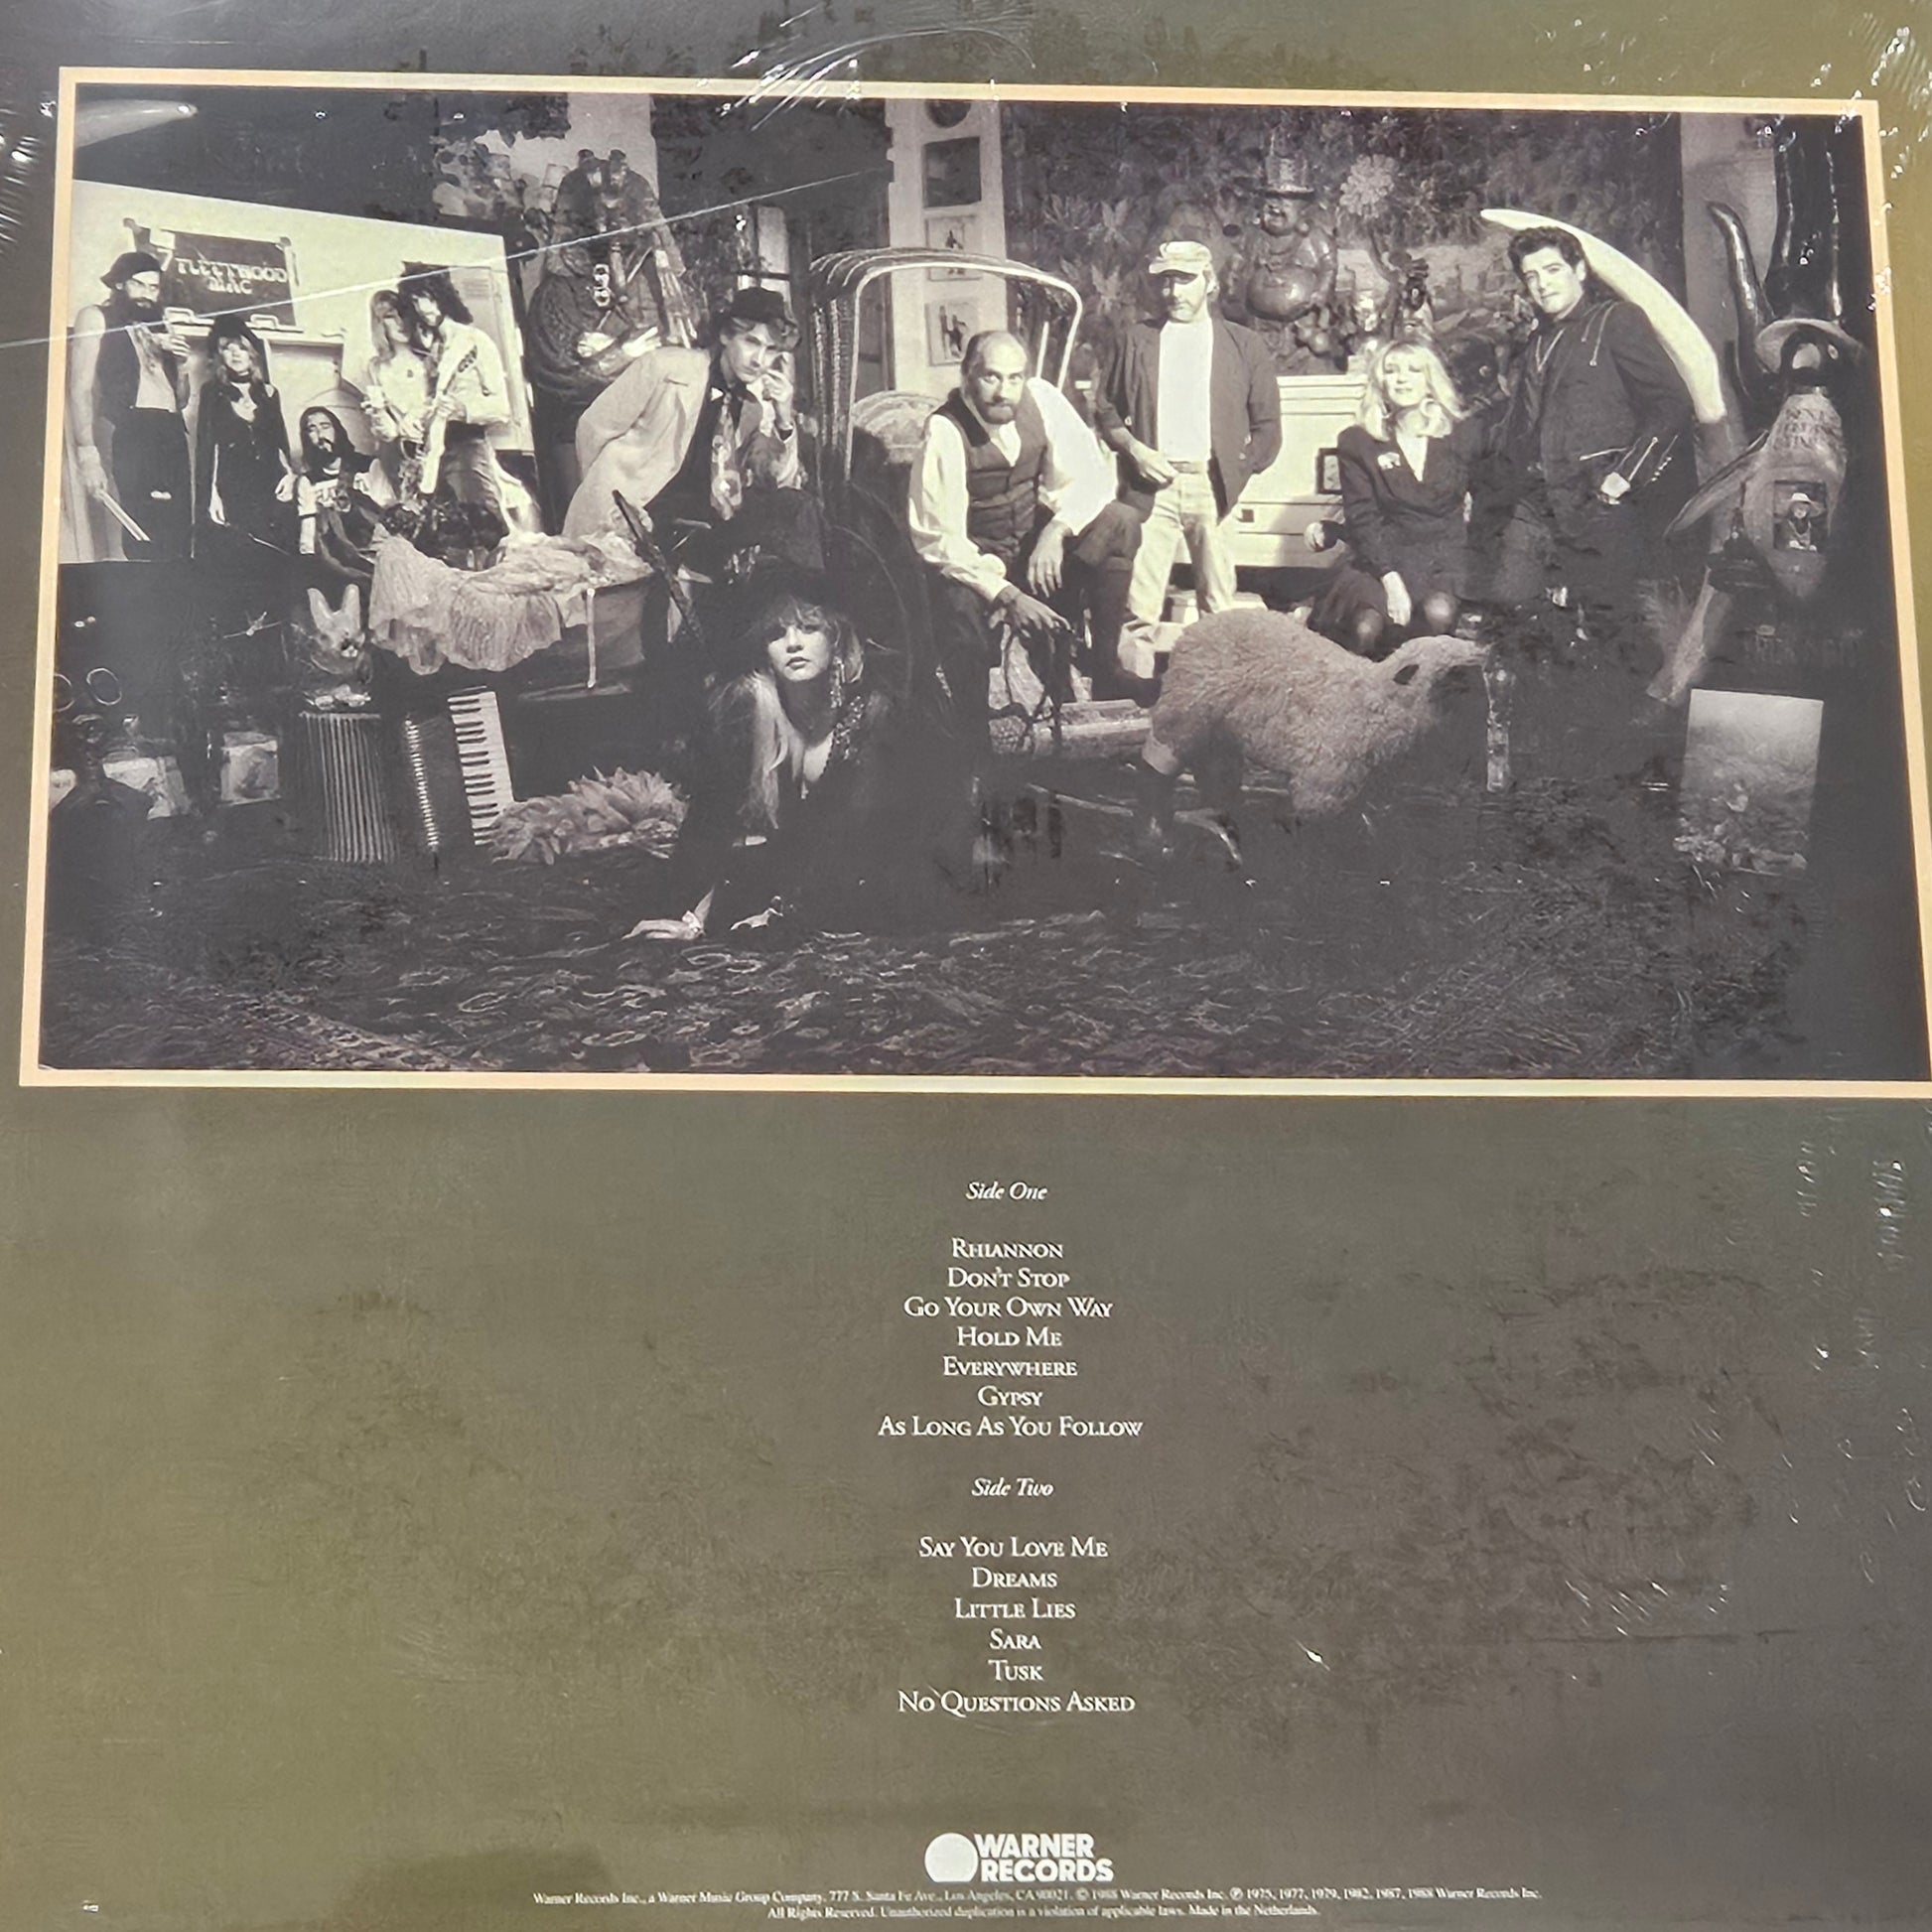 FLEETWOOD
MAC
Side One
RHIANNON
DON'T STOP
GO YOUR OWN WAY
HOLD ME
EVERYWHERE
GYPSY
AS LONG AS YOU FOLLOW
Side Two
SAY YOU LOVE ME
DREAMS
LITTLE LIES
SARA
TUSK
NO QUESTIONS ASKED
WARNER
RECORDS
Warner Records Inc., a Warner Music Group Company, 777 S. Santa Fe Ave., Los Angeles, CA 90021. © 1988 Warner Records Inc. ℗ 1975, 1977, 1979, 1982, 1987, 1988 Warner Records Inc.
All Rights Reserved. Unauthorized duplication is a violation of applicable laws. Made in the Netherlands.